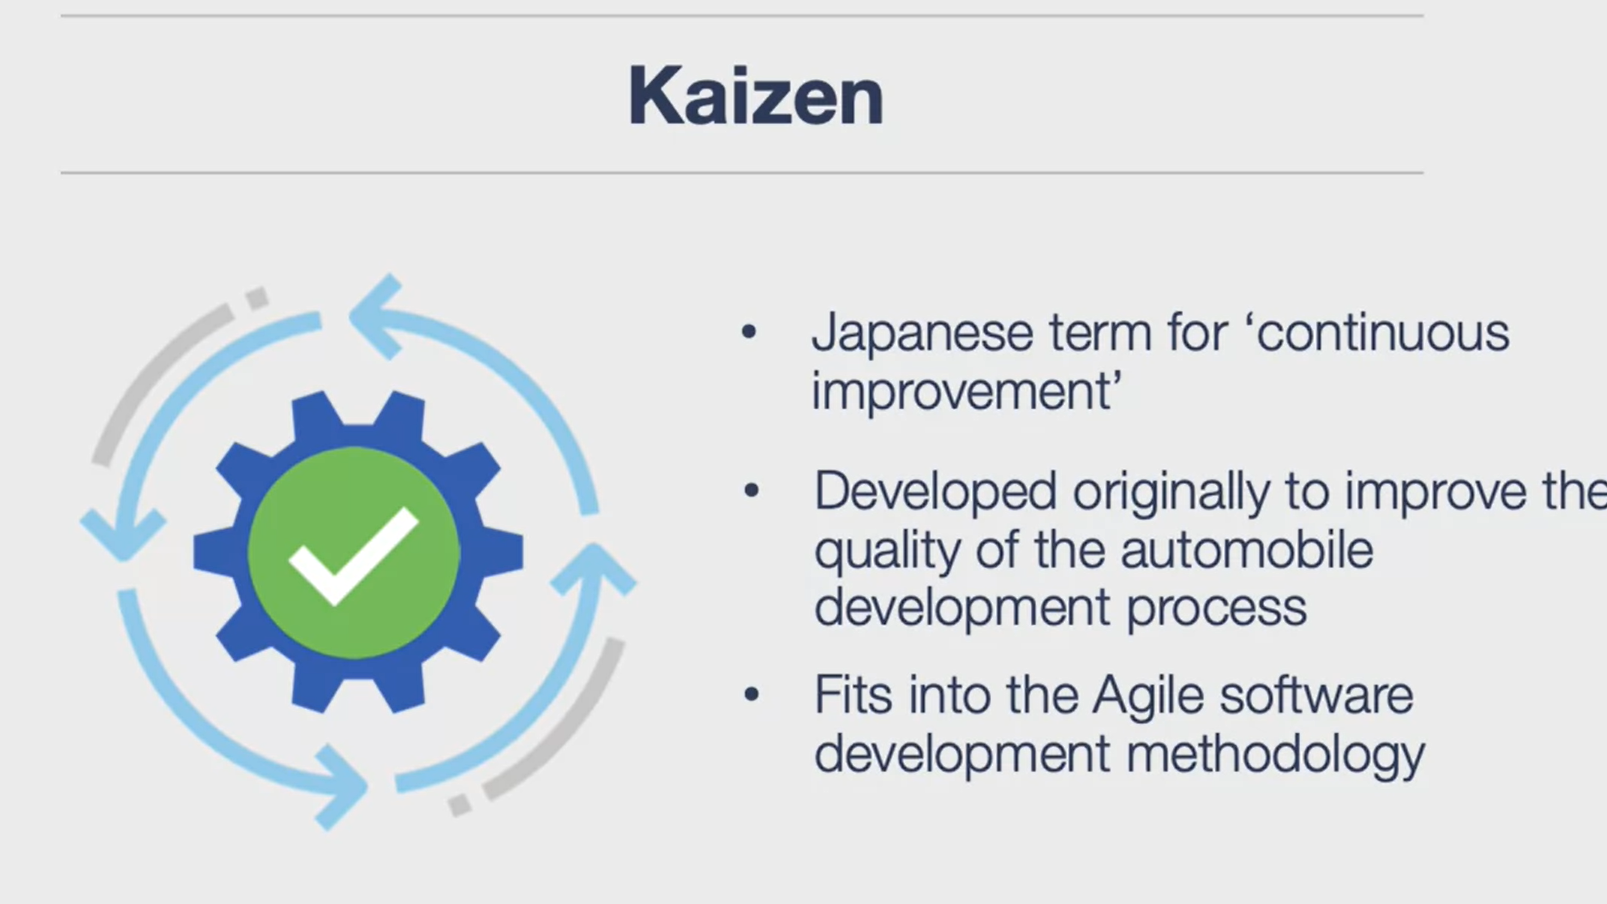 Kaizen
• Japanese term for ‘continuous
improvement’
• Developed originally to improve the
quality of the automobile
development process
• Fits into the Agile software
development methodology